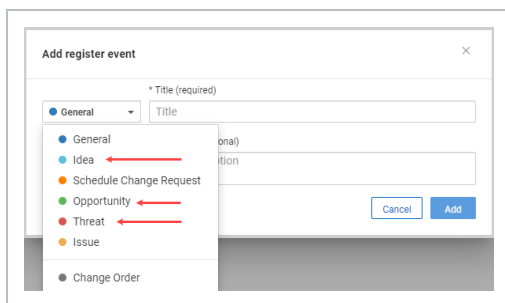 Add register event
* Title (required)
General
Title
General
onal)
Idea
ption
Schedule Change Request
Opportunity
Threat
Cancel
Add
Issue
Change Order